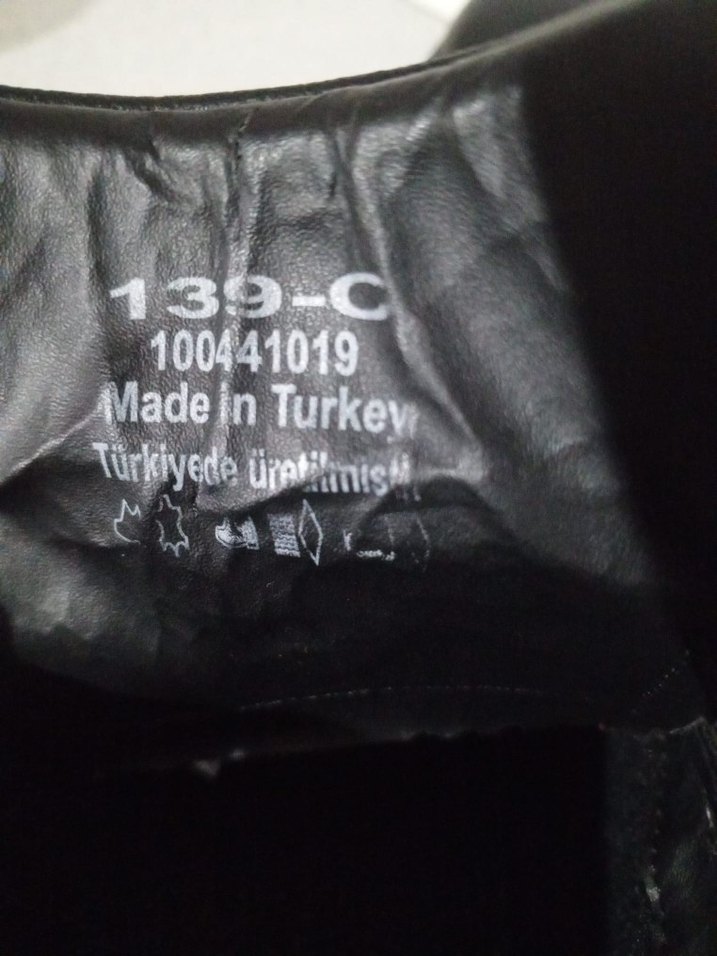 139-C
100441019
Made in Turkey
Türkiyede üretilmiştir